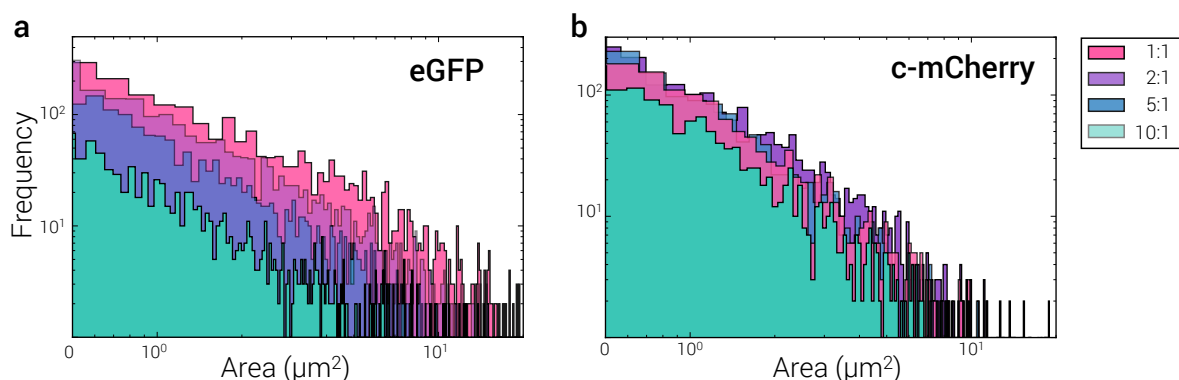 a
eGFP
Frequency
10²
10¹
0
10⁰
10¹
Area (μm²)
b
c-mCherry
10²
10¹
0
10⁰
10¹
Area (μm²)
1:1
2:1
5:1
10:1